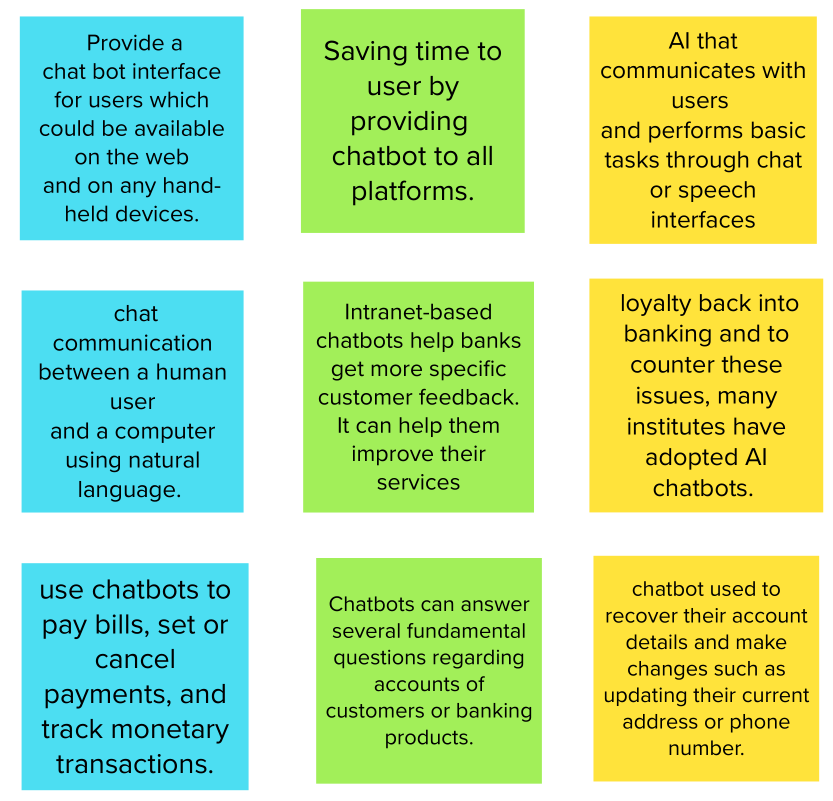 Provide a
chat bot interface
for users which
could be available
on the web
and on any hand-
held devices.
Saving time to
user by
providing
chatbot to all
platforms.
AI that
communicates with
users
and performs basic
tasks through chat
or speech
interfaces
chat
communication
between a human
user
and a computer
using natural
language.
Intranet-based
chatbots help banks
get more specific
customer feedback.
It can help them
improve their
services
loyalty back into
banking and to
counter these
issues, many
institutes have
adopted AI
chatbots.
use chatbots to
pay bills, set or
cancel
payments, and
track monetary
transactions.
Chatbots can answer
several fundamental
questions regarding
accounts of
customers or banking
products.
chatbot used to
recover their account
details and make
changes such as
updating their current
address or phone
number.